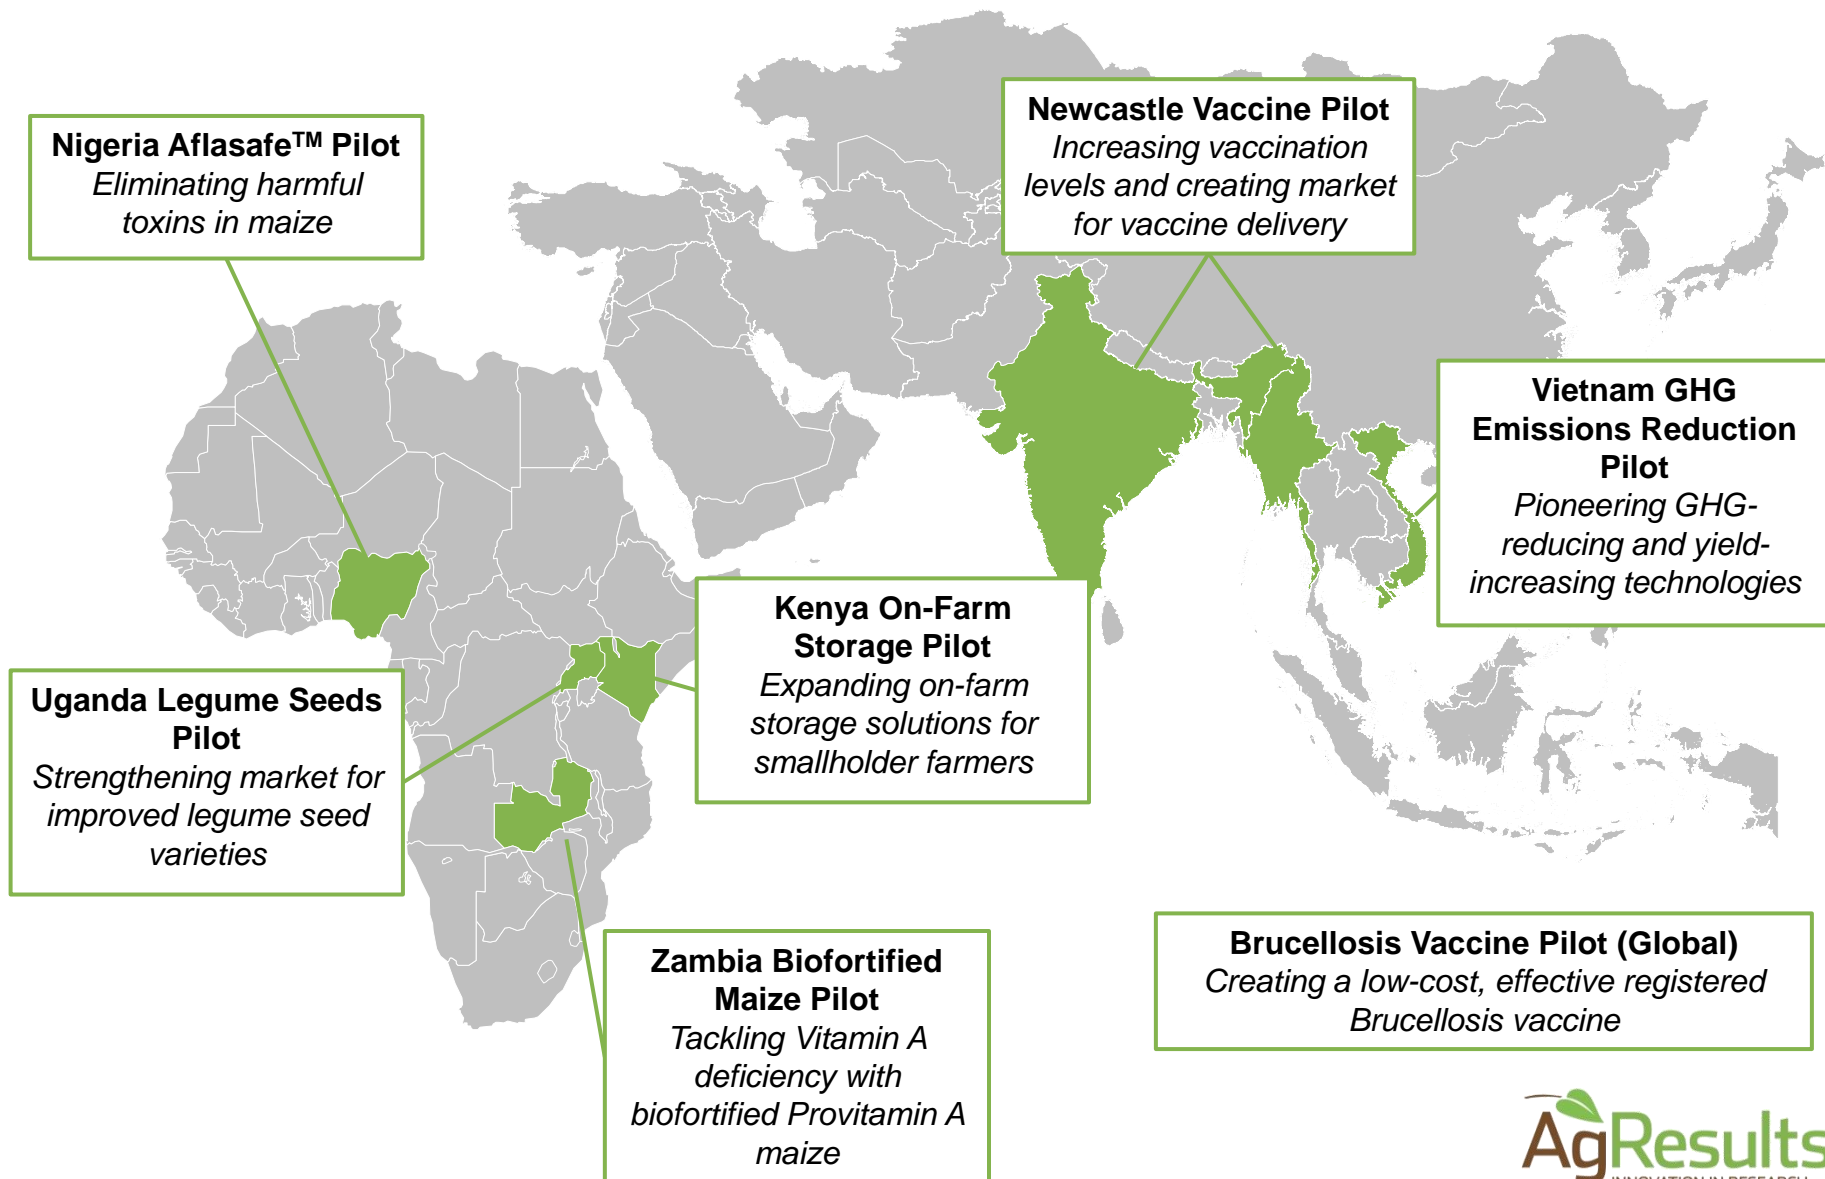 Nigeria Aflasafe™ Pilot
Eliminating harmful
toxins in maize
Newcastle Vaccine Pilot
Increasing vaccination
levels and creating market
for vaccine delivery
Vietnam GHG
Emissions Reduction
Pilot
Pioneering GHG-
reducing and yield-
increasing technologies
Kenya On-Farm
Storage Pilot
Expanding on-farm
storage solutions for
smallholder farmers
Uganda Legume Seeds
Pilot
Strengthening market for
improved legume seed
varieties
Zambia Biofortified
Maize Pilot
Tackling Vitamin A
deficiency with
biofortified Provitamin A
maize
Brucellosis Vaccine Pilot (Global)
Creating a low-cost, effective registered
Brucellosis vaccine
AgResults
INNOVATION IN RESEARCH